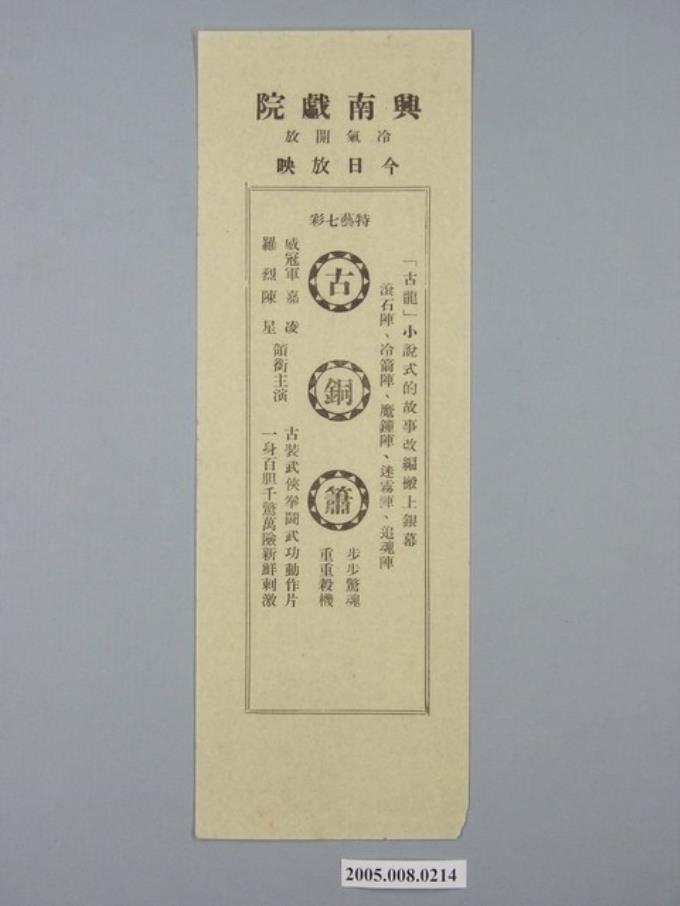 興南戲院
冷氣開放
今日放映
特藝七彩
「古龍」小說式的故事改編搬上銀幕
滾石陣、冷箭陣、魔鐘陣、迷霧陣、追魂陣
古銅簫
步步驚魂
重重殺機
威冠軍 嘉凌
羅烈 陳星
領銜主演
古裝武俠拳鬪武功動作片
一身百胆千驚萬險新鮮刺激
2005.008.0214